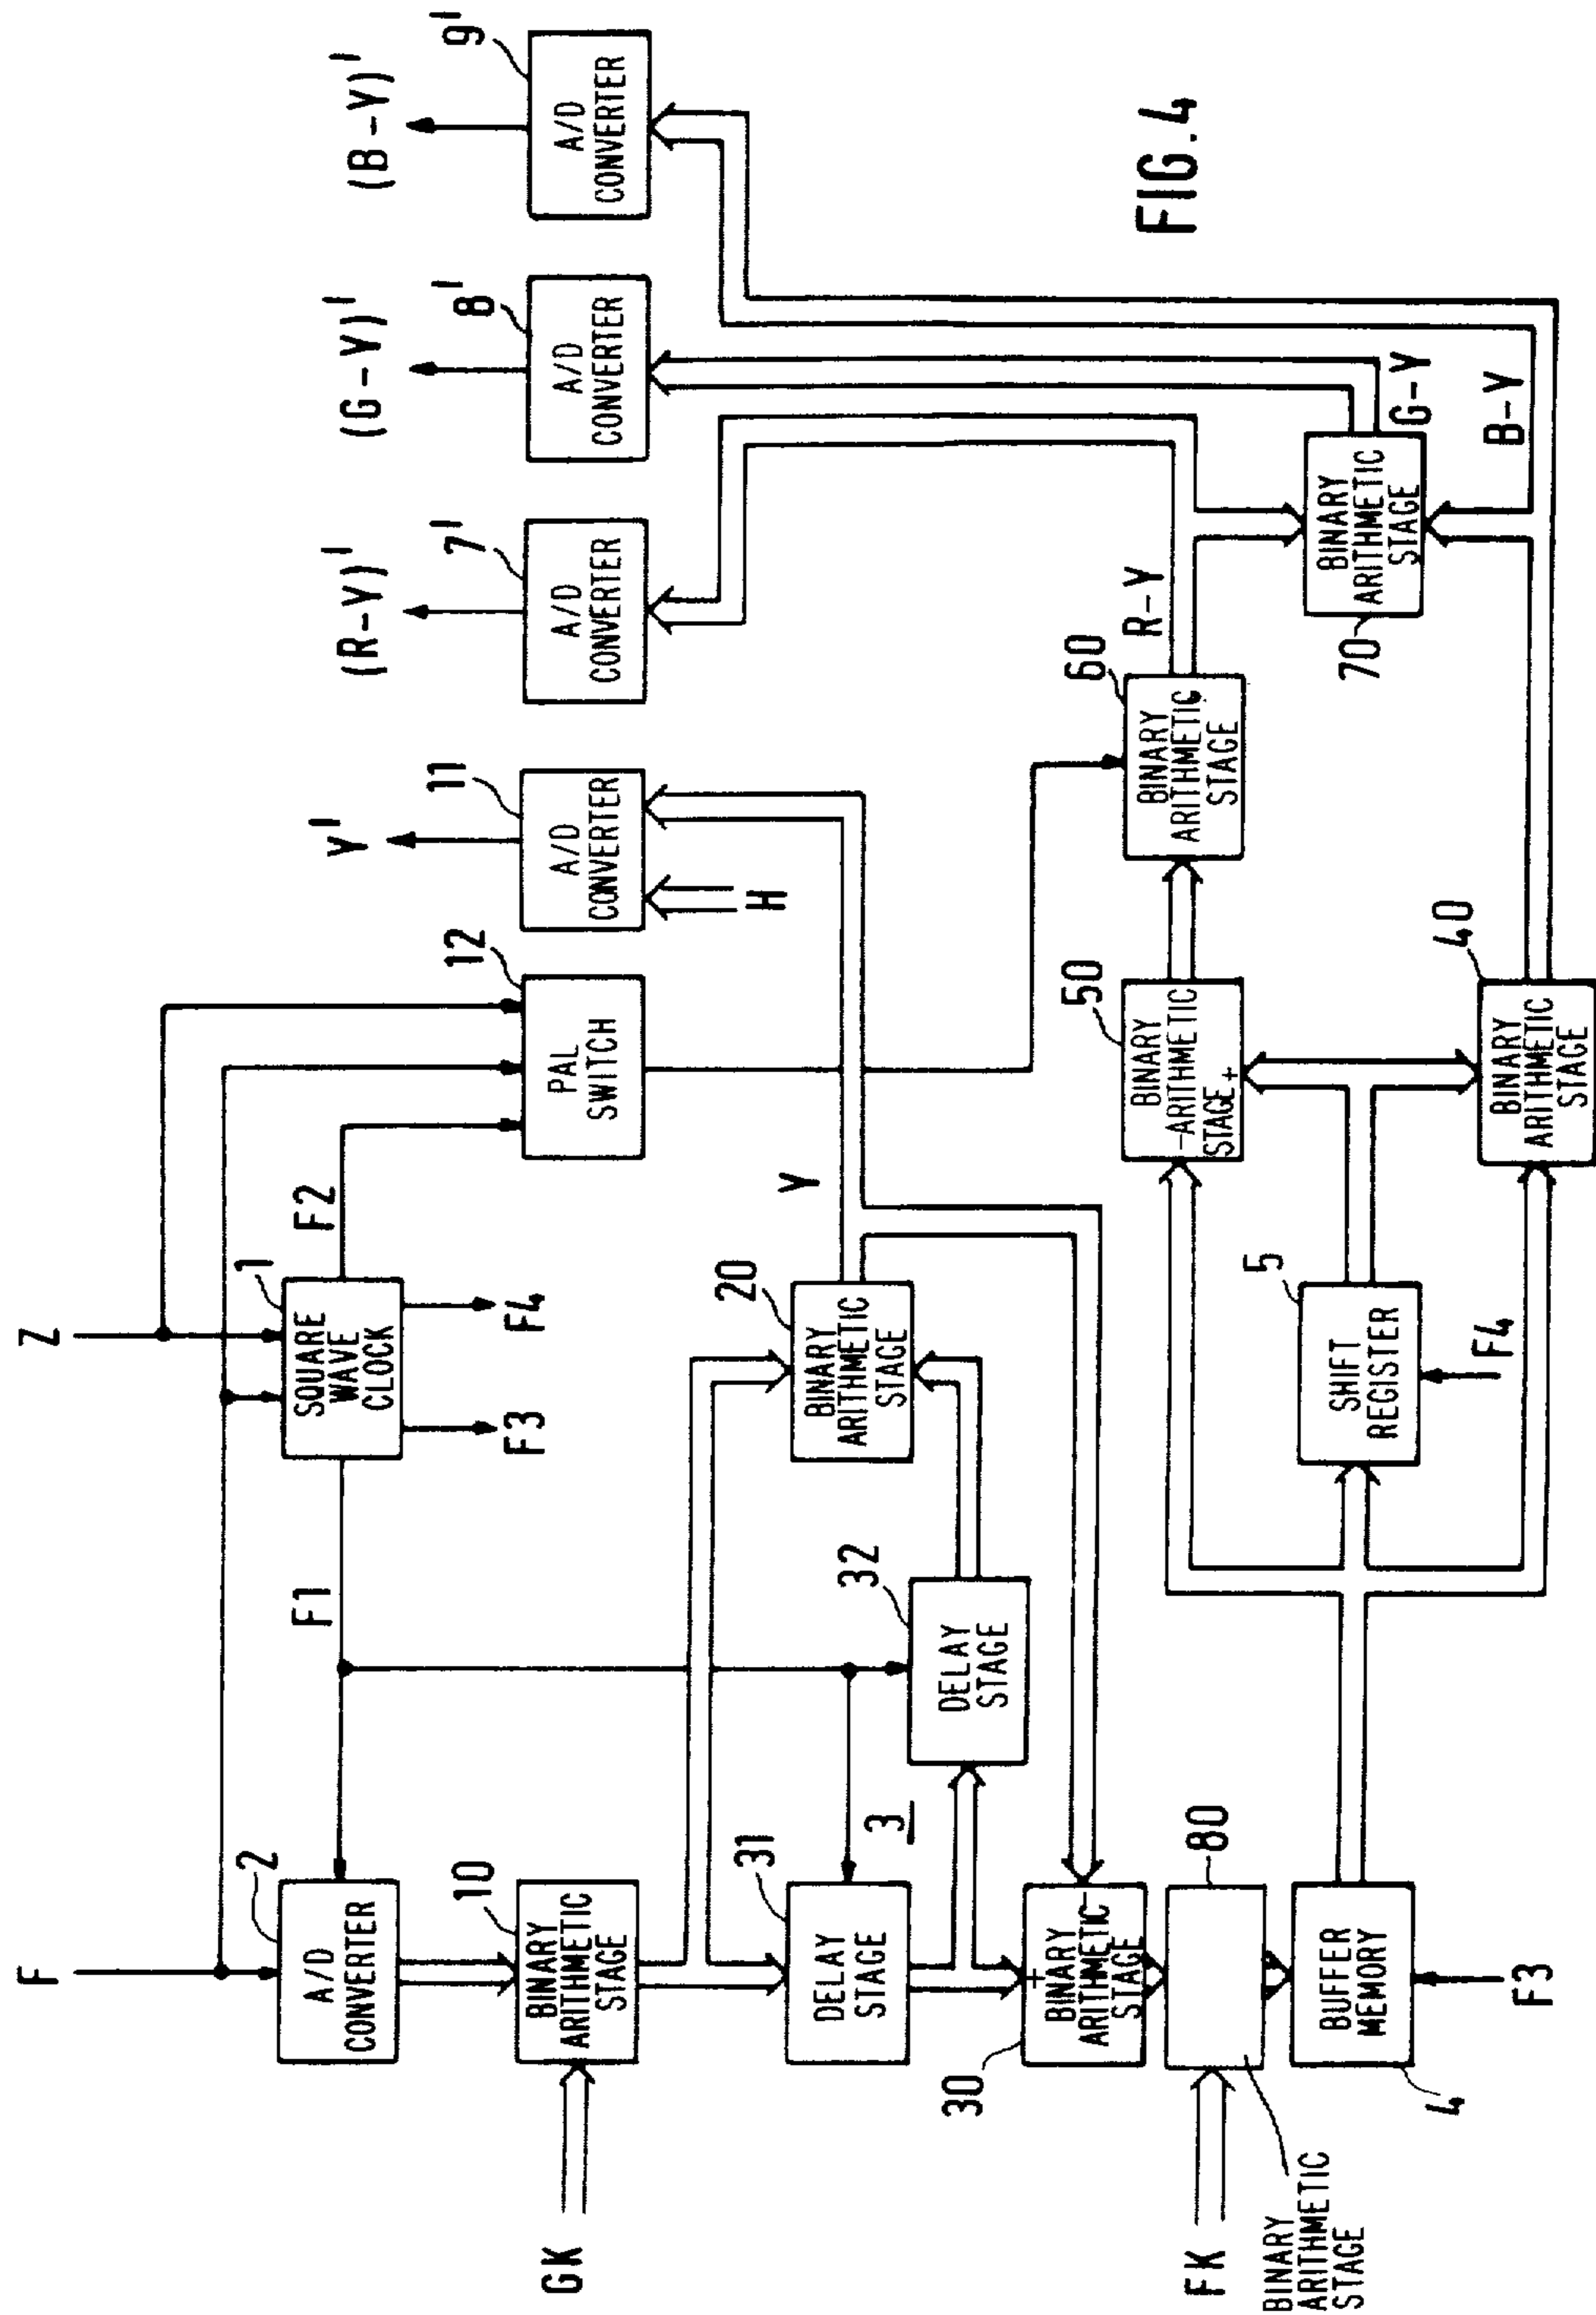 F
Z
2
A/D
CONVERTER
F1
1
SQUARE
WAVE
CLOCK
F2
F3
F4
GK
10
BINARY
ARITHMETIC
STAGE
12
PAL
SWITCH
11
A/D
CONVERTER
Y'
H
7'
A/D
CONVERTER
(R-Y)'
8'
A/D
CONVERTER
(G-Y)'
9'
A/D
CONVERTER
(B-Y)'
31
DELAY
STAGE
3
32
DELAY
STAGE
20
BINARY
ARITHMETIC
STAGE
Y
30
+
BINARY
ARITHMETIC -
STAGE
FK
80
BINARY
ARITHMETIC
STAGE
4
BUFFER
MEMORY
F3
5
SHIFT
REGISTER
F4
50
BINARY
-ARITHMETIC
STAGE +
60
BINARY
ARITHMETIC
STAGE
R-Y
40
BINARY
ARITHMETIC
STAGE
70
BINARY
ARITHMETIC
STAGE
G-Y
B-Y
FIG.4